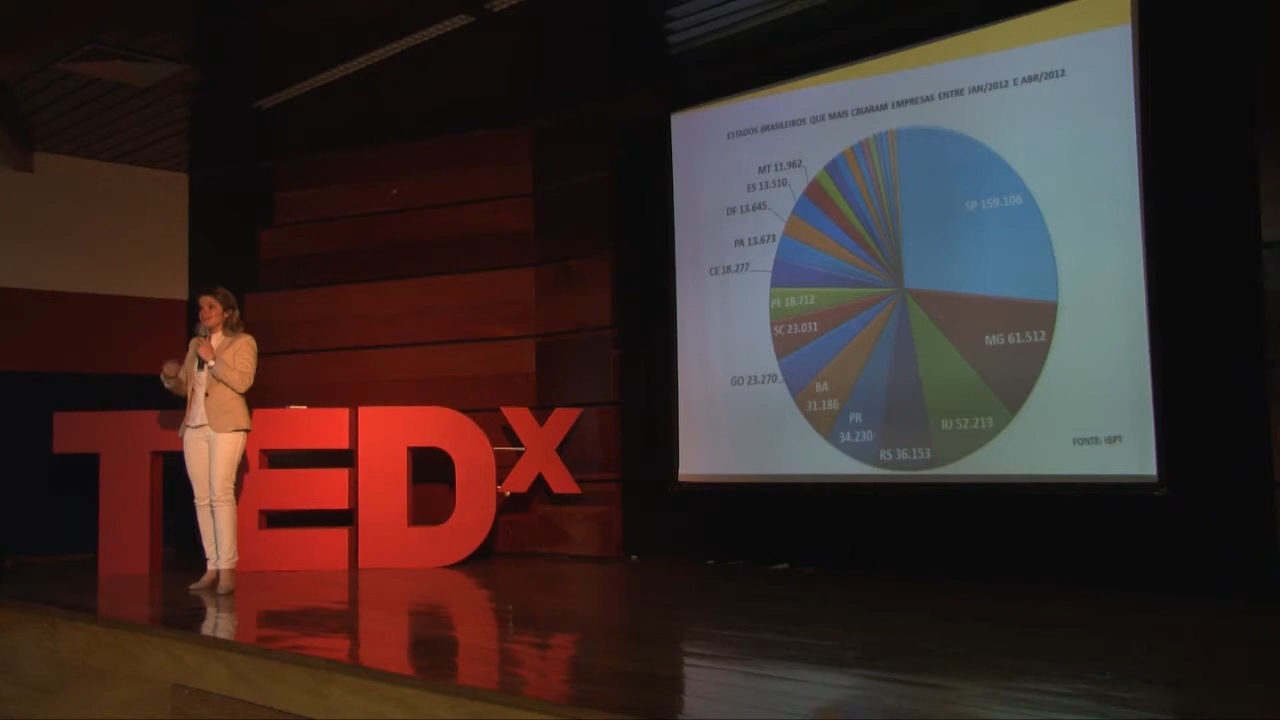 TEDx
ESTADOS BRASILEIROS QUE MAIS CRIARAM EMPRESAS ENTRE JAN/2012 E ABR/2012
MT 11.962
ES 13.510
DF 13.645
PA 13.673
CE 18.277
PE 18.712
SC 23.031
GO 23.270
BA
31.186
PR
34.230
RS 36.153
RJ 52.213
MG 61.512
SP 159.106
FONTE: IBPT